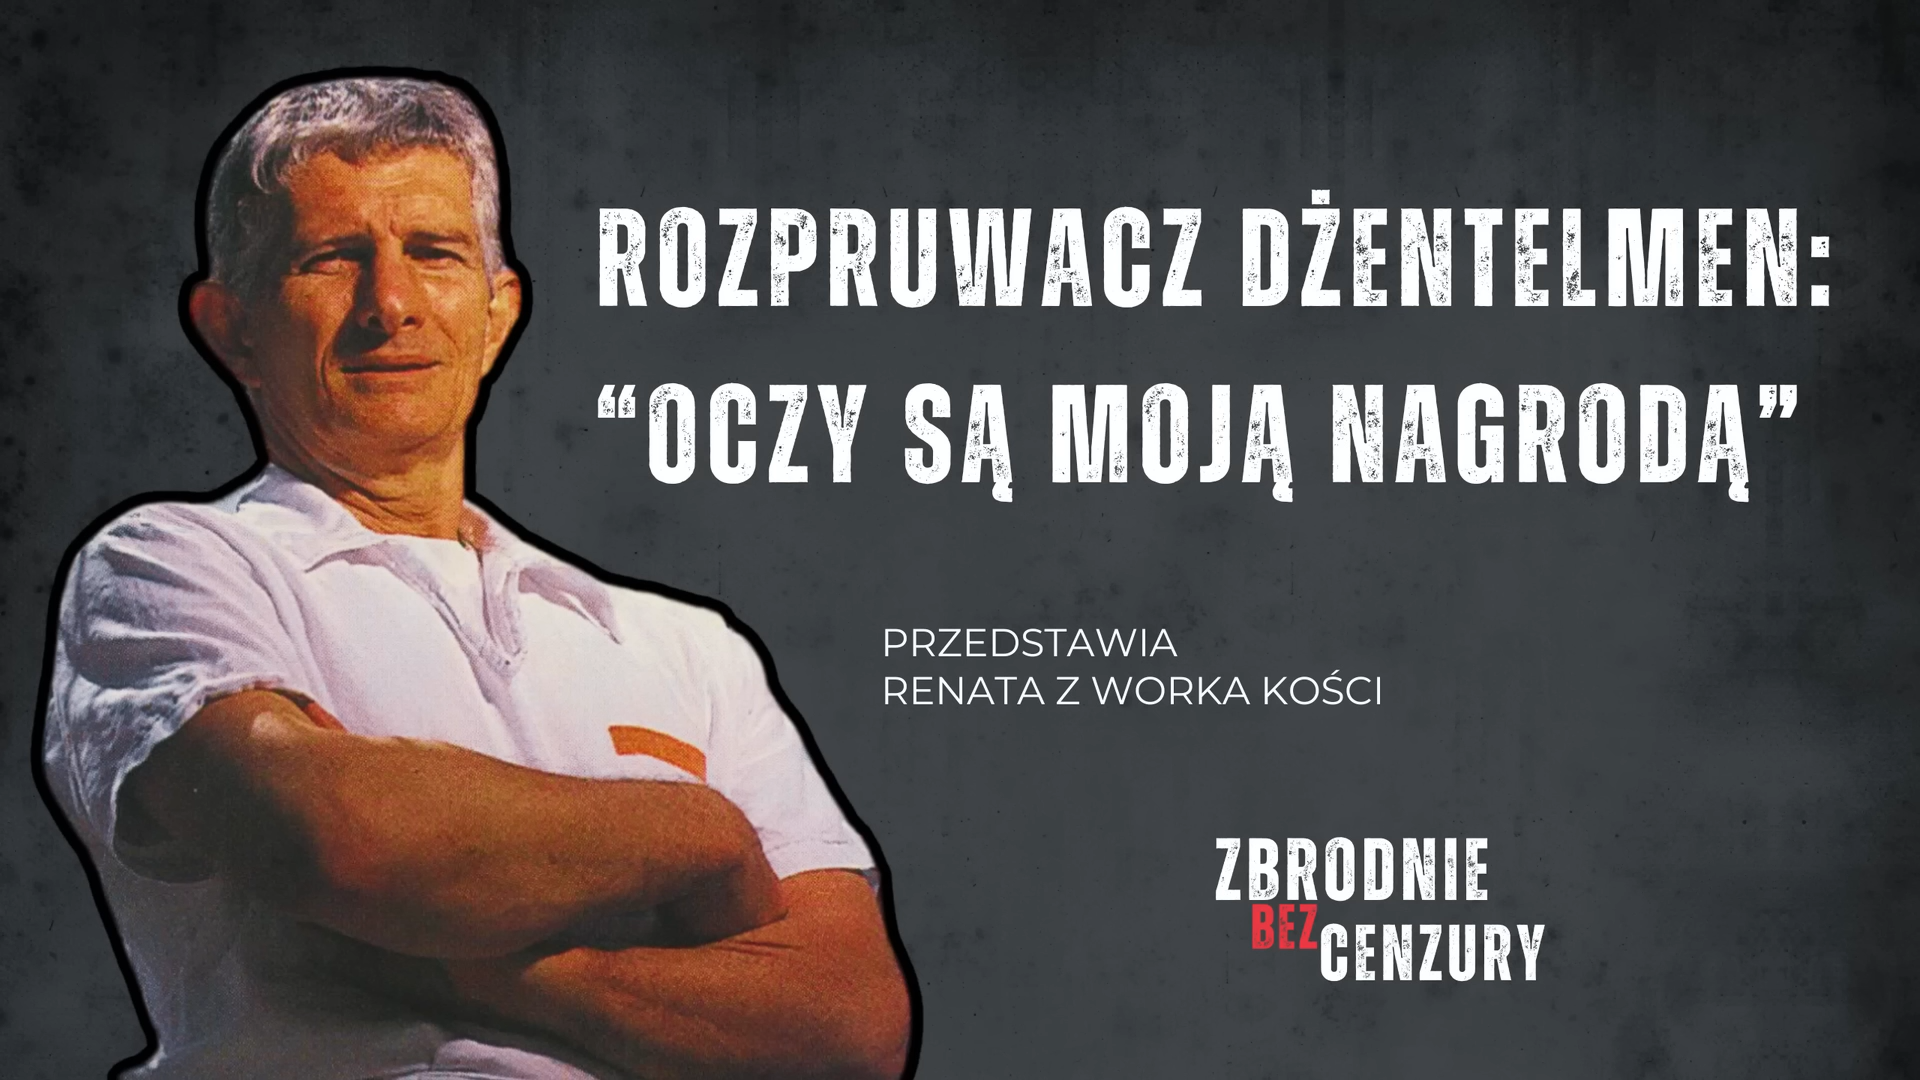 ROZPRUWACZ DŻENTELMEN:
“OCZY SĄ MOJĄ NAGRODĄ”
PRZEDSTAWIA
RENATA Z WORKA KOŚCI
ZBRODNIE
BEZ CENZURY